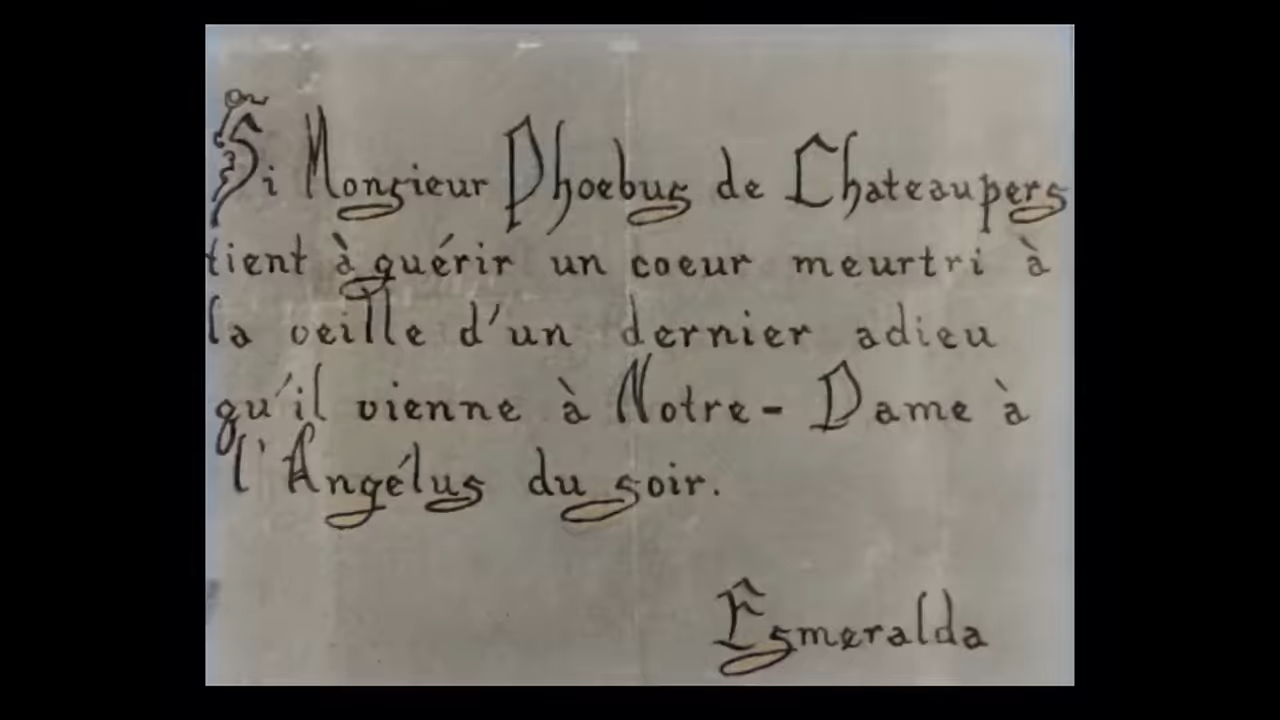 Si Monsieur Phoebus de Chateaupers
tient à guérir un coeur meurtri à
la veille d'un dernier adieu
qu'il vienne à Notre-Dame à
l'Angélus du soir.
Esmeralda